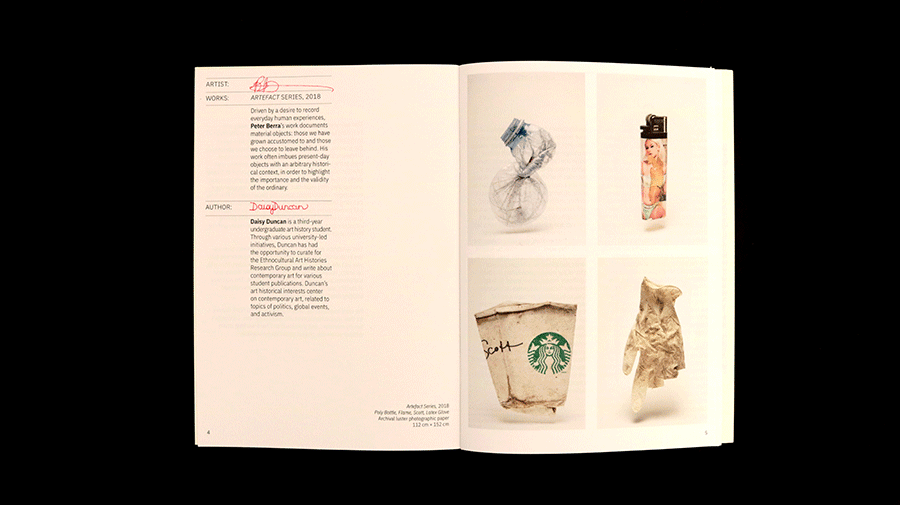 ARTIST:
WORKS: ARTEFACT SERIES, 2018
Driven by a desire to record
everyday human experiences,
Peter Berra's work documents
material objects: those we have
grown accustomed to and those
we choose to leave behind. His
work often imbues present-day
objects with an arbitrary histori-
cal context, in order to highlight
the importance and the validity
of the ordinary.
AUTHOR: Daisy Duncan
Daisy Duncan is a third-year
undergraduate art history student.
Through various university-led
initiatives, Duncan has had
the opportunity to curate for
the Ethnocultural Art Histories
Research Group and write about
contemporary art for various
student publications. Duncan's
art historical interests center
on contemporary art, related to
topics of politics, global events,
and activism.
Artefact Series, 2018
Poly Bottle, Flame, Scott, Latex Glove
Archival luster photographic paper
112 cm × 152 cm
4
Scott
5